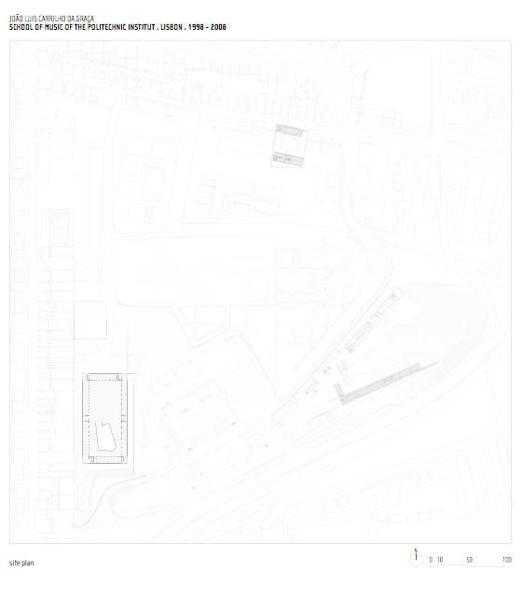 JOÃO LUIS CARRILHO DA GRAÇA
SCHOOL OF MUSIC OF THE POLITECHNIC INSTITUT . LISBON . 1998 - 2008
N
site plan
0 10 50 100